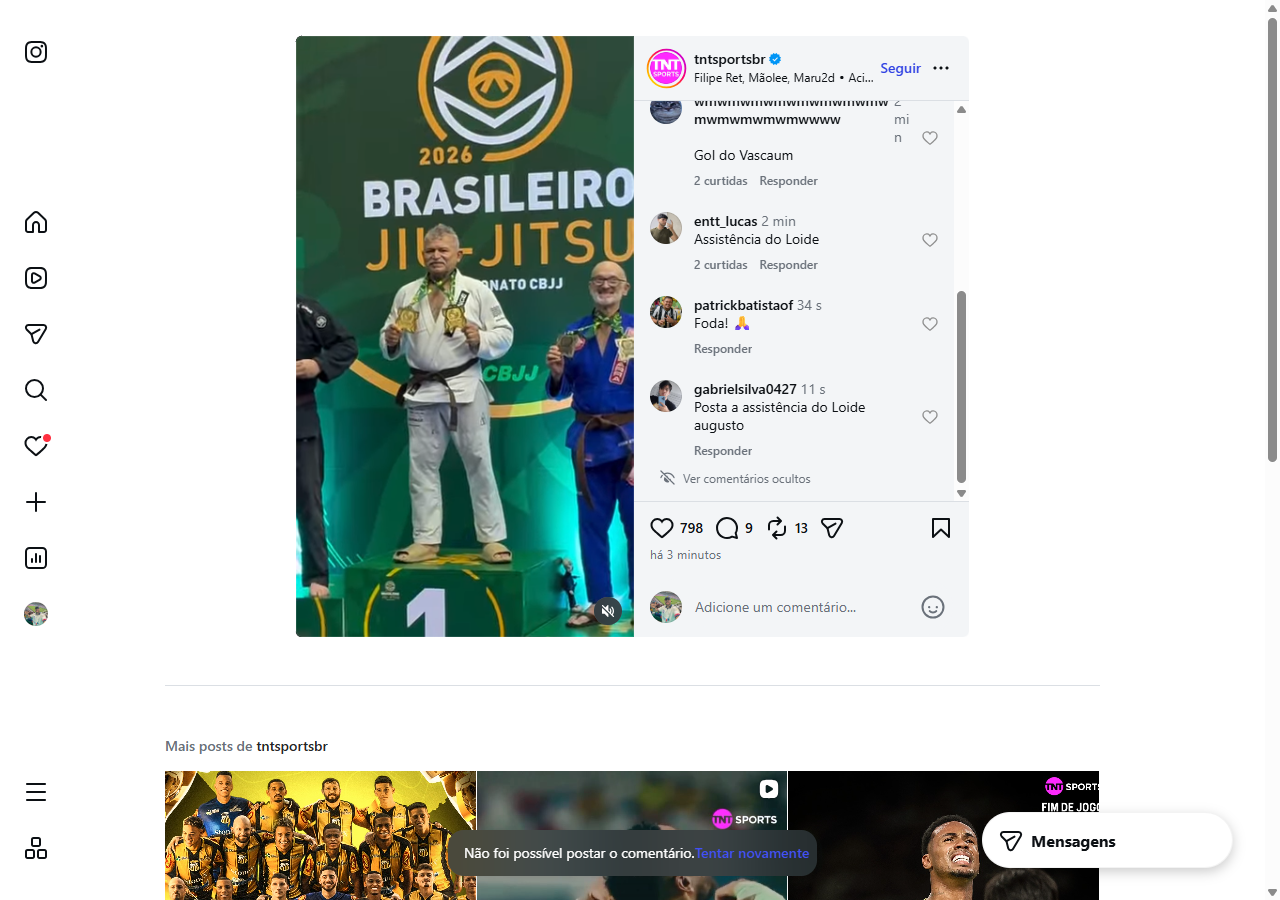 2026
BRASILEIRO
JIU-JITSU
NATO CBJJ
CBJJ
1
TNT
SPORTS
tntsportsbr
Filipe Ret, Mãolee, Maru2d • Aci...
Seguir
mwmwmwmwmwwww
2
mi
n
Gol do Vascaum
2 curtidas Responder
entt_lucas 2 min
Assistência do Loide
2 curtidas Responder
patrickbatistaof 34 s
Foda! 🙏
Responder
gabrielsilva0427 11 s
Posta a assistência do Loide
augusto
Responder
Ver comentários ocultos
798 9 13
há 3 minutos
Adicione um comentário...
Mais posts de tntsportsbr
TNT SPORTS
TNT SPORTS
FIM DE JOGO
Não foi possível postar o comentário.Tentar novamente
Mensagens